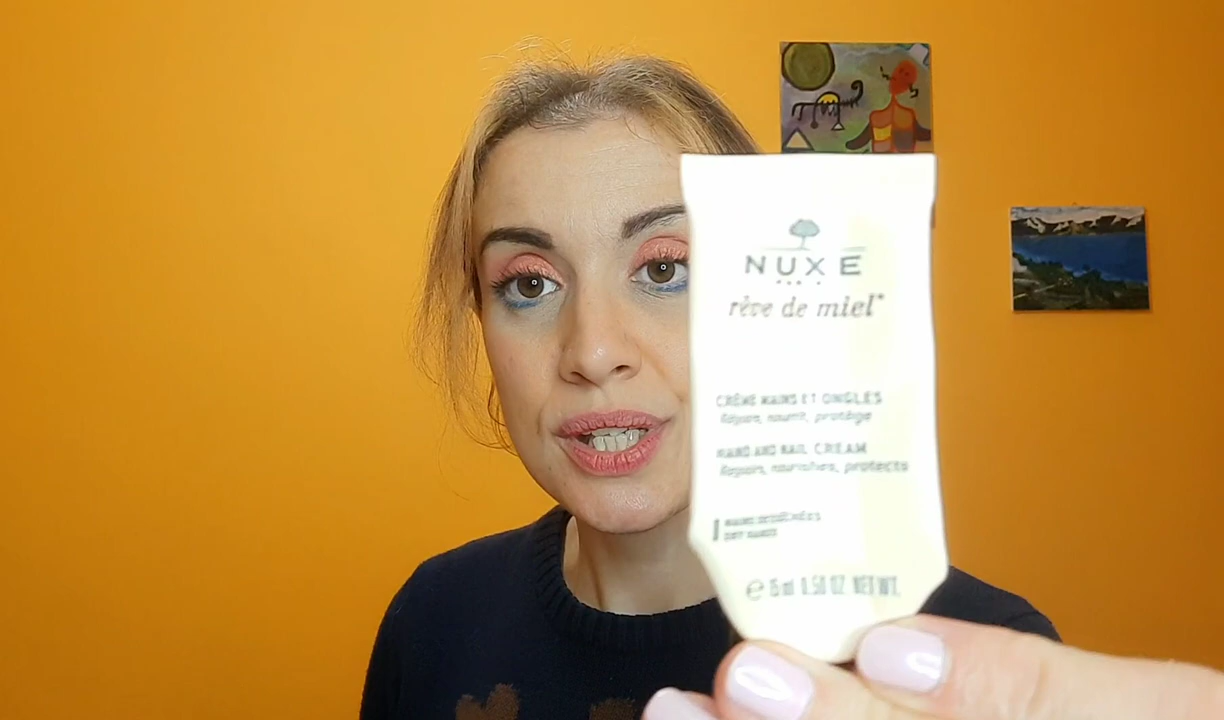 NUXE
PARIS
rêve de miel*
CRÈME MAINS ET ONGLES
Répare, nourrit, protège
HAND AND NAIL CREAM
Repairs, nourishes, protects
MAINS DESSÉCHÉES
DRY HANDS
e 15 ml 0.50 OZ. NET WT.